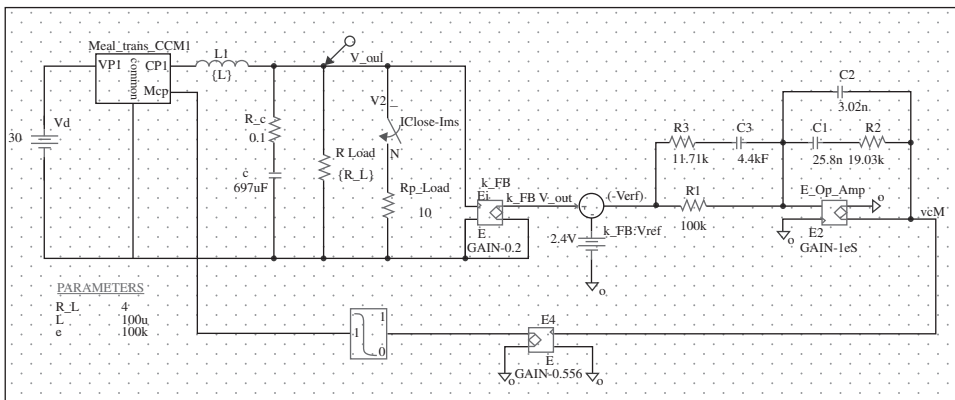 Meal_trans_CCM1
VP1
common
CP1
Mcp
L1
{L}
V_oul
Vd
30
R_c
0.1
c
697uF
V2
IClose-Ims
N
R Load
{R_L}
Rp_Load
10
k_FB
Ei
k_FB V_out
E
GAIN-0.2
(-Verf)
2.4V
k_FB:Vref
o
R3
11.71k
C3
4.4kF
R1
100k
C2
3.02n
C1
25.8n
R2
19.03k
E_Op_Amp
o
o
E2
GAIN-1eS
vcM
PARAMETERS
R_L 4
L 100u
e 100k
1
1
0
E4
E
GAIN-0.556
o
o